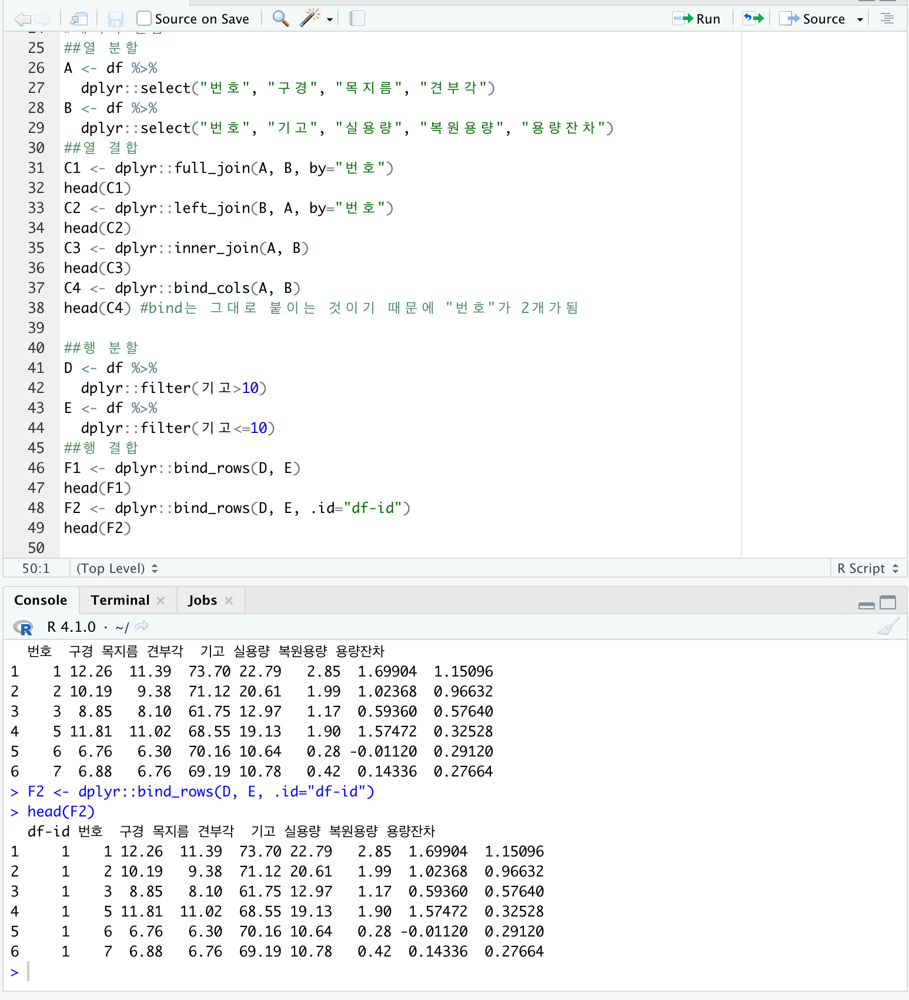 Source on Save
Run
Source
25 ##열 분할
26 A <- df %>%
27   dplyr::select("번호", "구경", "목지름", "견부각")
28 B <- df %>%
29   dplyr::select("번호", "기고", "실용량", "복원용량", "용량잔차")
30 ##열 결합
31 C1 <- dplyr::full_join(A, B, by="번호")
32 head(C1)
33 C2 <- dplyr::left_join(B, A, by="번호")
34 head(C2)
35 C3 <- dplyr::inner_join(A, B)
36 head(C3)
37 C4 <- dplyr::bind_cols(A, B)
38 head(C4) #bind는 그대로 붙이는 것이기 때문에 "번호"가 2개가됨
39
40 ##행 분할
41 D <- df %>%
42   dplyr::filter(기고>10)
43 E <- df %>%
44   dplyr::filter(기고<=10)
45 ##행 결합
46 F1 <- dplyr::bind_rows(D, E)
47 head(F1)
48 F2 <- dplyr::bind_rows(D, E, .id="df-id")
49 head(F2)
50
50:1 (Top Level) R Script
Console Terminal Jobs
R R 4.1.0 · ~/
번호 구경 목지름 견부각 기고 실용량 복원용량 용량잔차
1 1 12.26 11.39 73.70 22.79 2.85 1.69904 1.15096
2 2 10.19 9.38 71.12 20.61 1.99 1.02368 0.96632
3 3 8.85 8.10 61.75 12.97 1.17 0.59360 0.57640
4 5 11.81 11.02 68.55 19.13 1.90 1.57472 0.32528
5 6 6.76 6.30 70.16 10.64 0.28 -0.01120 0.29120
6 7 6.88 6.76 69.19 10.78 0.42 0.14336 0.27664
> F2 <- dplyr::bind_rows(D, E, .id="df-id")
> head(F2)
df-id 번호 구경 목지름 견부각 기고 실용량 복원용량 용량잔차
1 1 1 12.26 11.39 73.70 22.79 2.85 1.69904 1.15096
2 1 2 10.19 9.38 71.12 20.61 1.99 1.02368 0.96632
3 1 3 8.85 8.10 61.75 12.97 1.17 0.59360 0.57640
4 1 5 11.81 11.02 68.55 19.13 1.90 1.57472 0.32528
5 1 6 6.76 6.30 70.16 10.64 0.28 -0.01120 0.29120
6 1 7 6.88 6.76 69.19 10.78 0.42 0.14336 0.27664
>